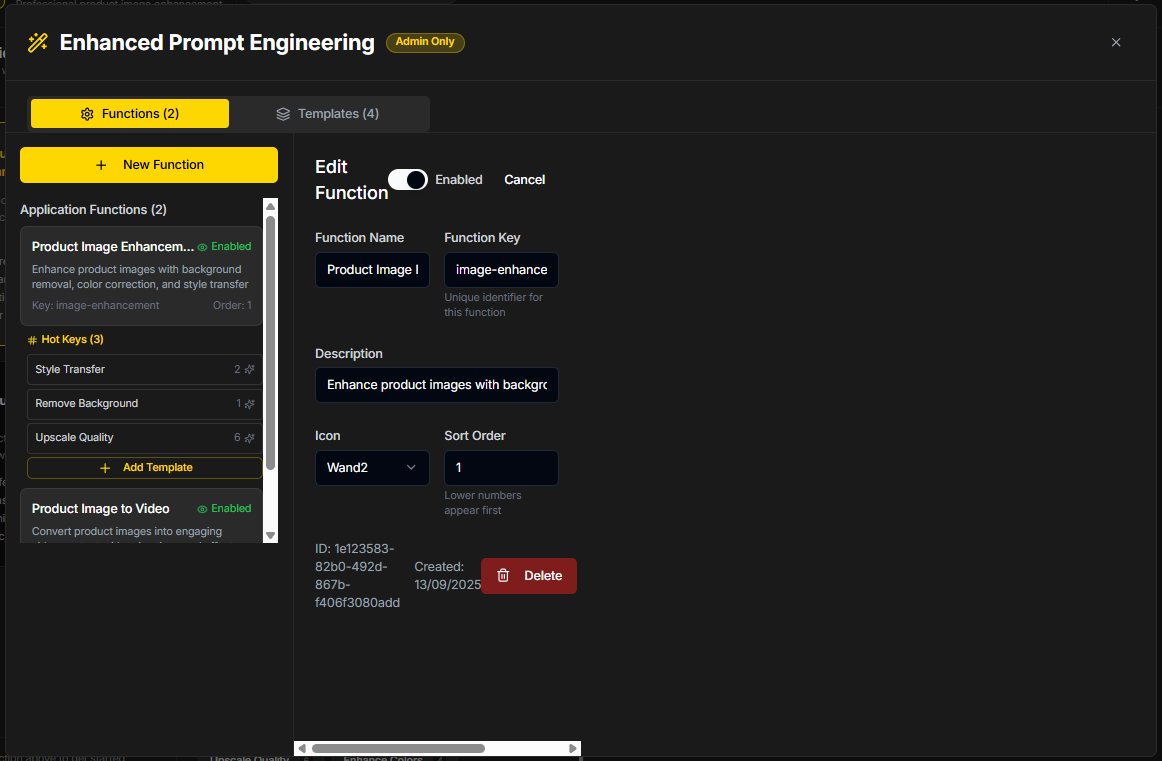 Professional product image enhancement
Enhanced Prompt Engineering
Admin Only
Functions (2)
Templates (4)
New Function
Application Functions (2)
Product Image Enhancem...
Enabled
Enhance product images with background
removal, color correction, and style transfer
Key: image-enhancement
Order: 1
Hot Keys (3)
Style Transfer
2
Remove Background
1
Upscale Quality
6
Add Template
Product Image to Video
Enabled
Convert product images into engaging
Edit
Function
Enabled
Cancel
Function Name
Function Key
Product Image I
image-enhance
Unique identifier for
this function
Description
Enhance product images with backgro
Icon
Sort Order
Wand2
1
Lower numbers
appear first
ID: 1e123583-
82b0-492d-
867b-
f406f3080add
Created:
13/09/2025
Delete
Upscale Quality
Enhance Colors